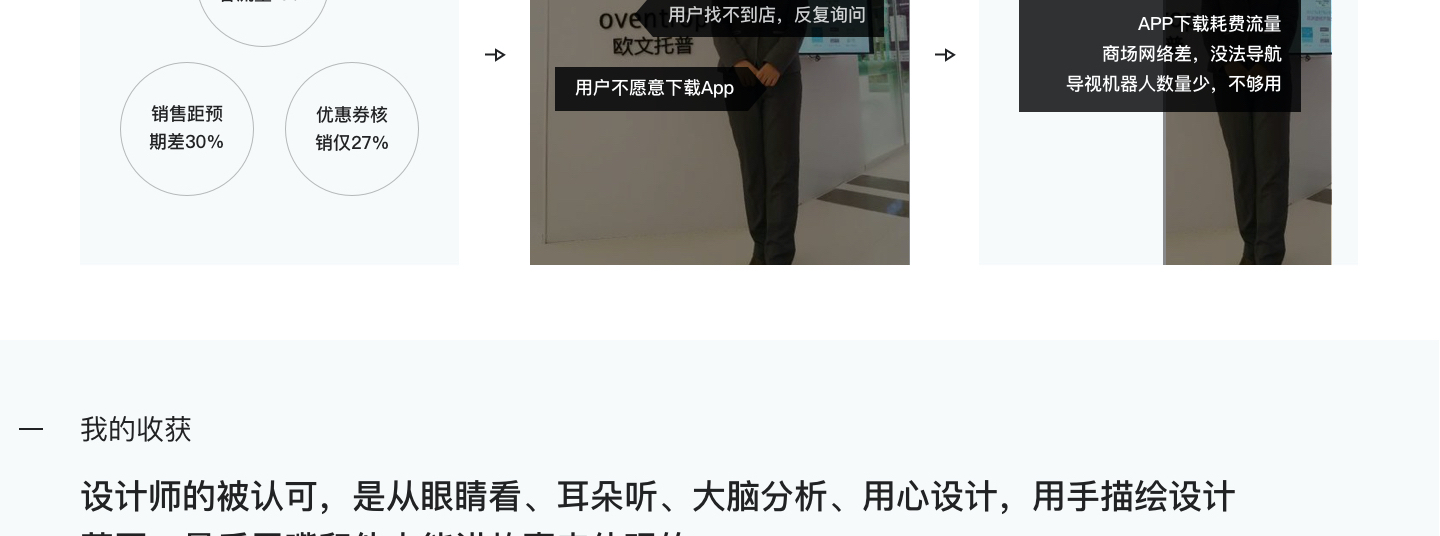 销售距预
期差30%
优惠券核
销仅27%
oventrop
欧文托普
用户找不到店，反复询问
用户不愿意下载App
APP下载耗费流量
商场网络差，没法导航
导视机器人数量少，不够用
我的收获
设计师的被认可，是从眼睛看、耳朵听、大脑分析、用心设计，用手描绘设计